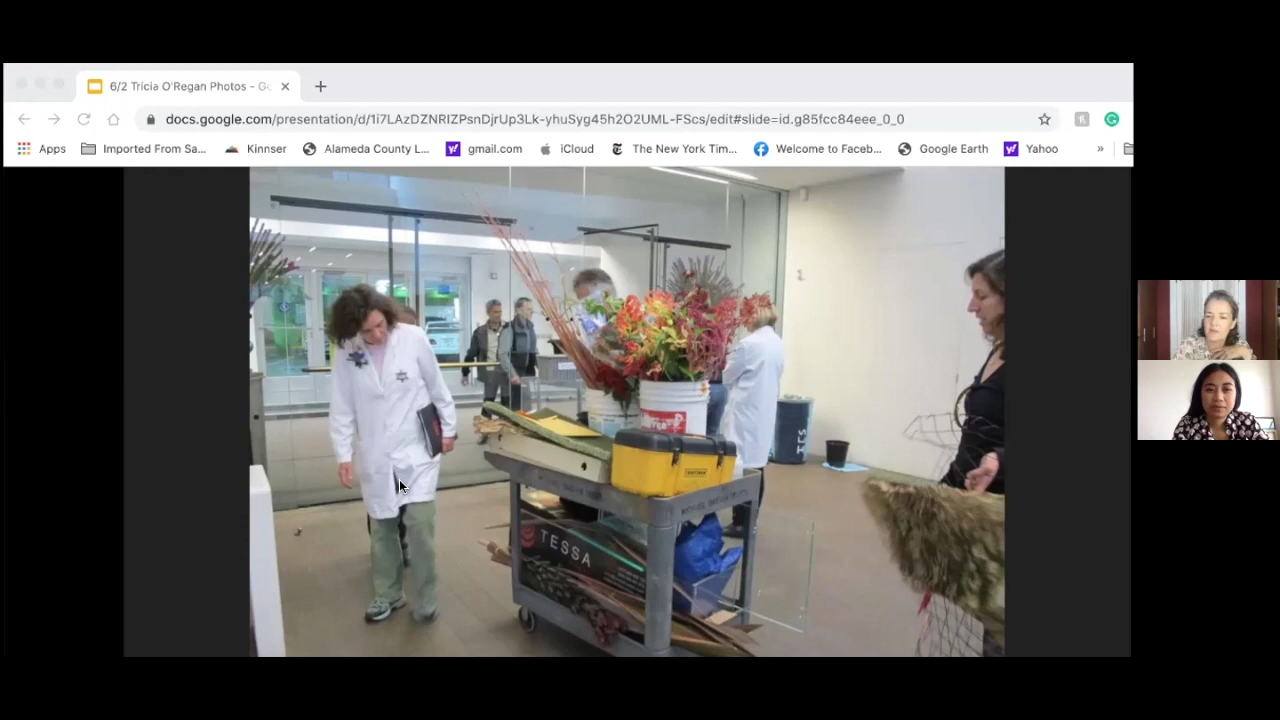 6/2 Tricia O'Regan Photos - Go
docs.google.com/presentation/d/1i7LAzDZNRIZPsnDjrUp3Lk-yhuSyg45h2O2UML-FScs/edit#slide=id.g85fcc84eee_0_0
Apps Imported From Sa... Kinnser Alameda County L... gmail.com iCloud The New York Tim... Welcome to Faceb... Google Earth Yahoo »
TESSA